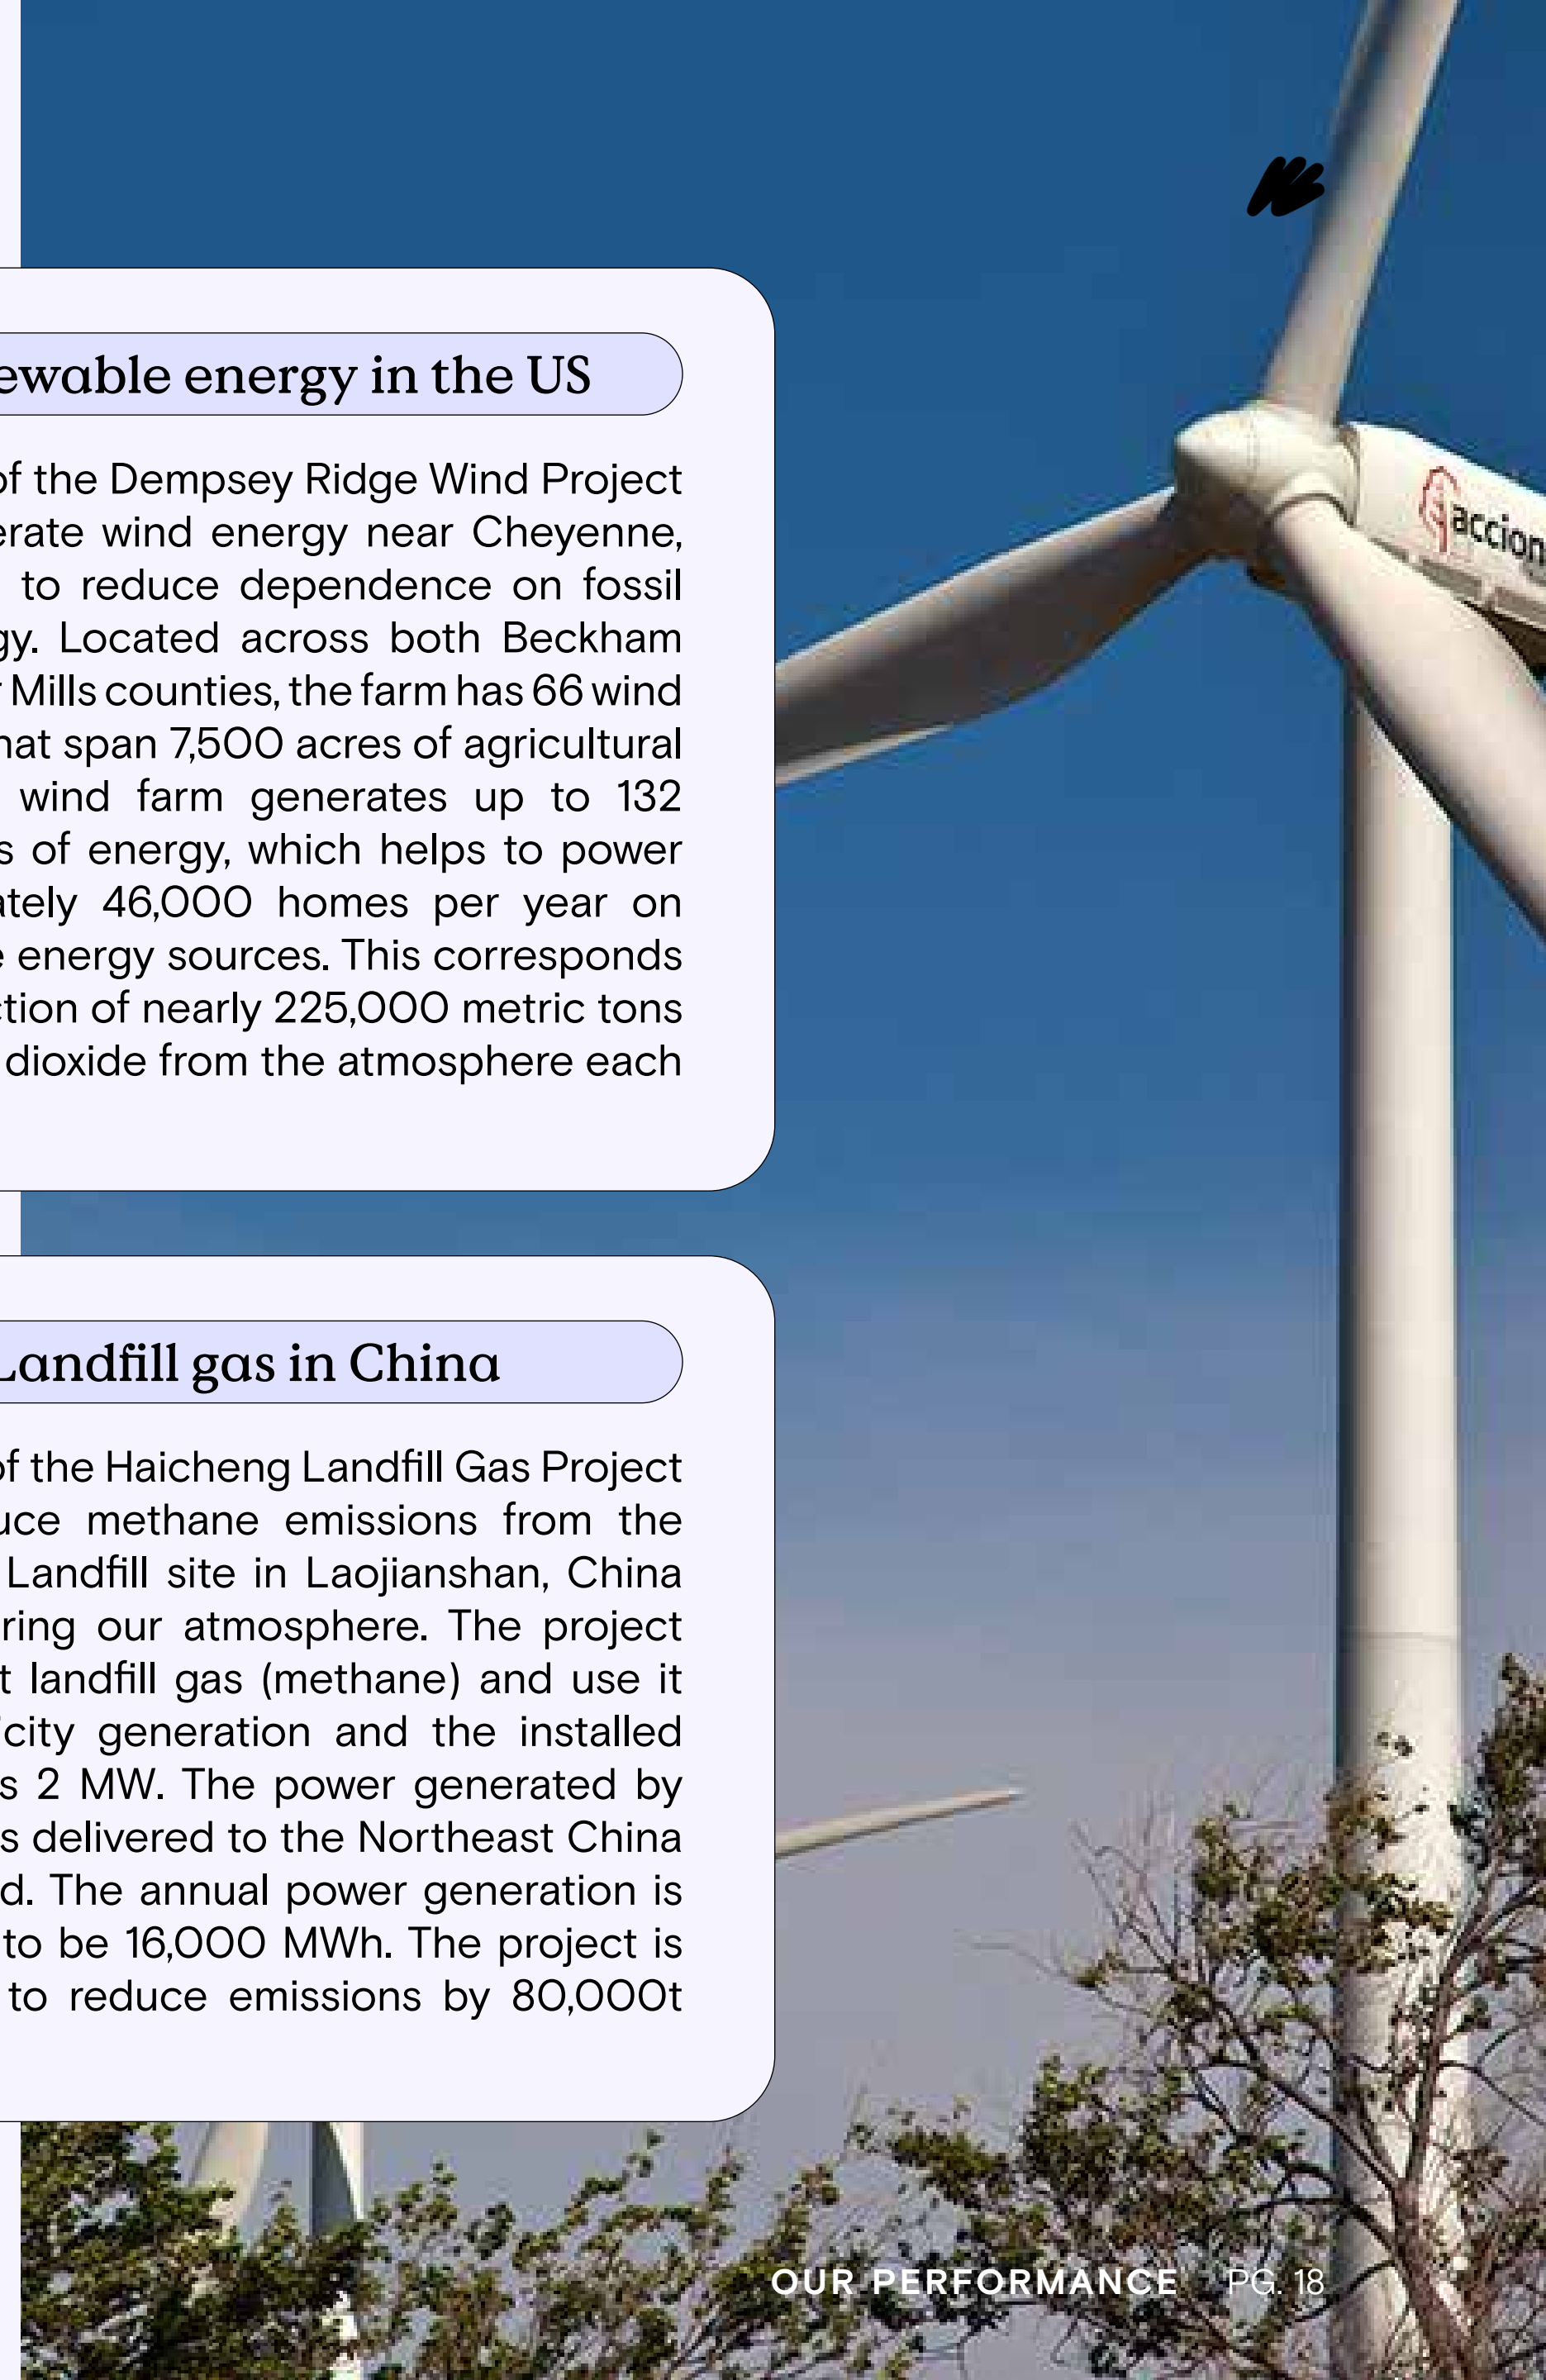 ewable energy in the US
of the Dempsey Ridge Wind Project
erate wind energy near Cheyenne,
to reduce dependence on fossil
gy. Located across both Beckham
r Mills counties, the farm has 66 wind
hat span 7,500 acres of agricultural
wind farm generates up to 132
s of energy, which helps to power
ately 46,000 homes per year on
e energy sources. This corresponds
ction of nearly 225,000 metric tons
dioxide from the atmosphere each
accion
Landfill gas in China
of the Haicheng Landfill Gas Project
uce methane emissions from the
Landfill site in Laojianshan, China
ring our atmosphere. The project
t landfill gas (methane) and use it
icity generation and the installed
s 2 MW. The power generated by
s delivered to the Northeast China
d. The annual power generation is
to be 16,000 MWh. The project is
to reduce emissions by 80,000t
OUR PERFORMANCE PG. 18